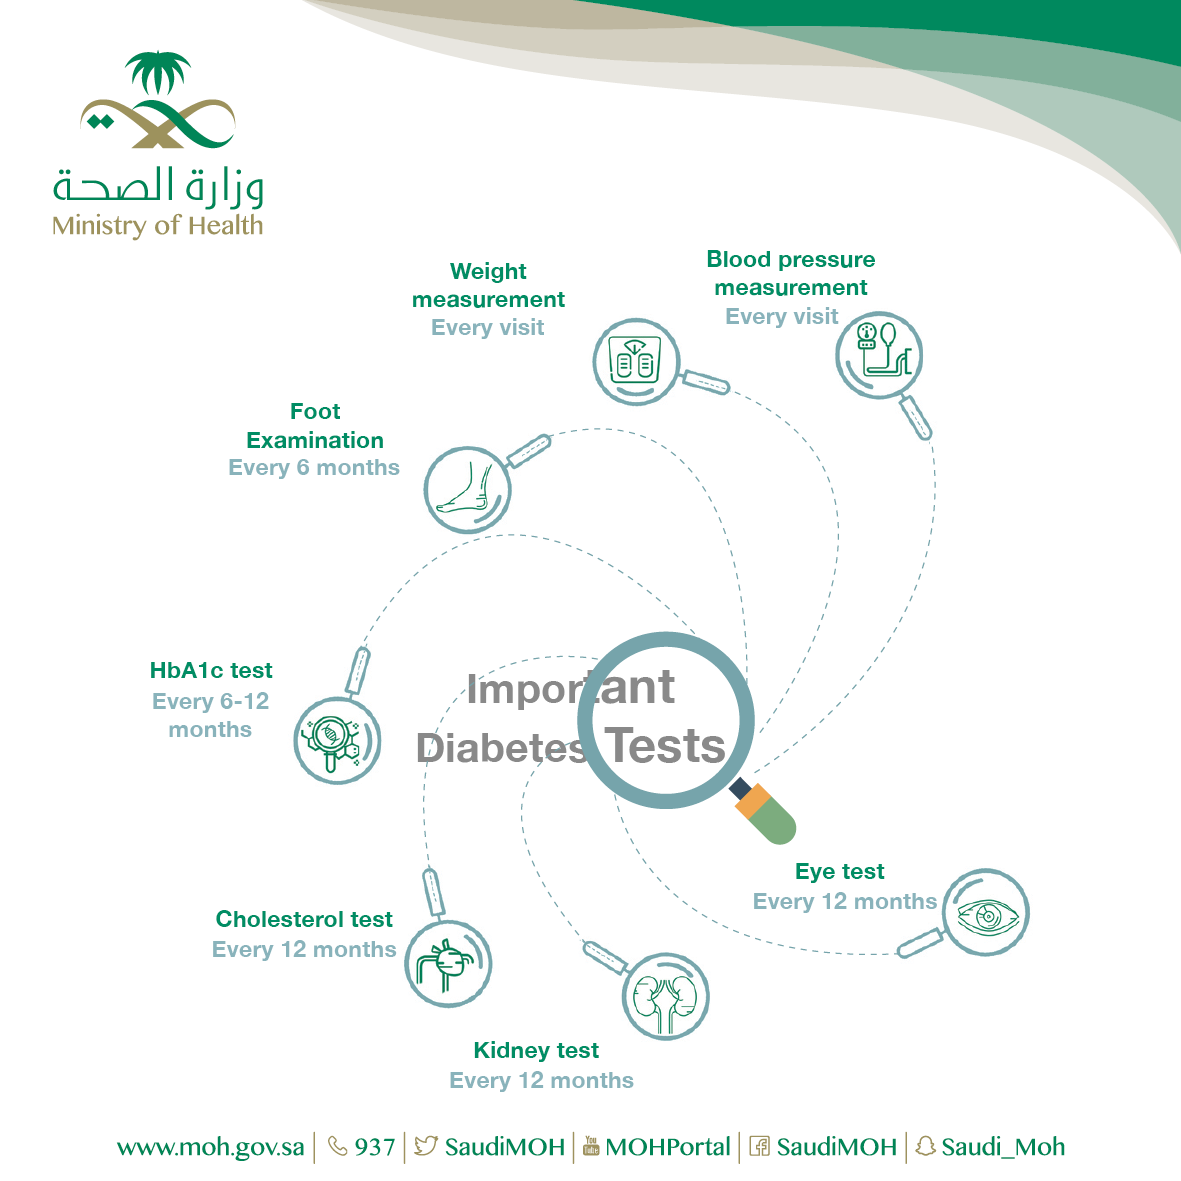 وزارة الصحة
Ministry of Health
Blood pressure
measurement
Every visit
Weight
measurement
Every visit
Foot
Examination
Every 6 months
HbA1c test
Every 6-12
months
Important
Diabetes Tests
Eye test
Every 12 months
Cholesterol test
Every 12 months
Kidney test
Every 12 months
www.moh.gov.sa | 937 | SaudiMOH | You Tube MOHPortal | SaudiMOH | Saudi_Moh